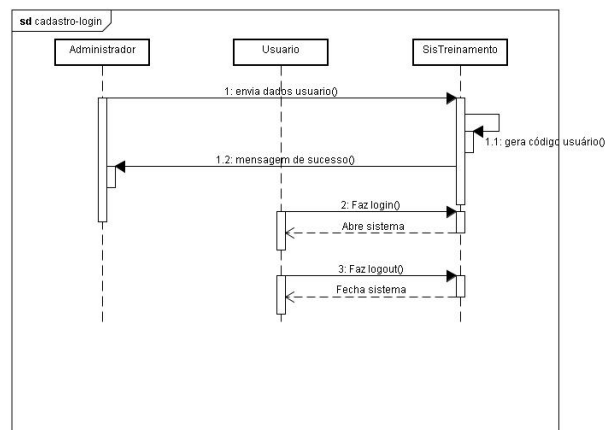 sd cadastro-login
Administrador
Usuario
SisTreinamento
1: envia dados usuario()
1.1: gera código usuário()
1.2: mensagem de sucesso()
2: Faz login()
Abre sistema
3: Faz logout()
Fecha sistema